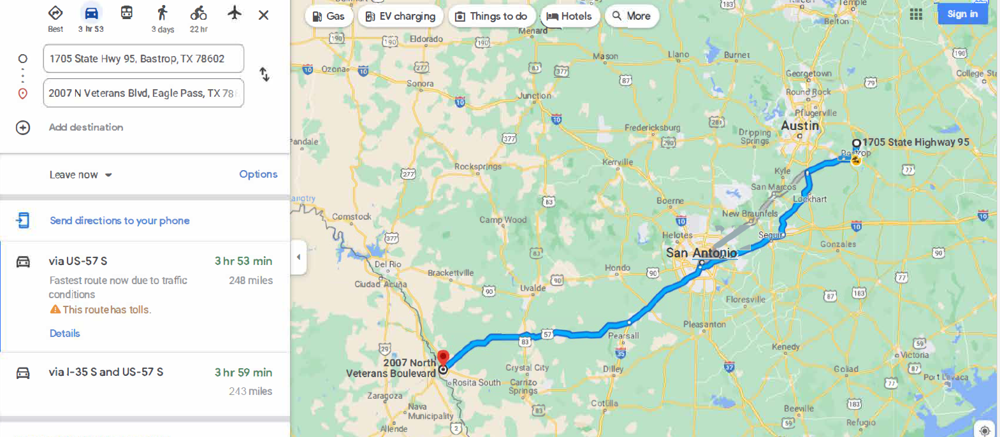 Best
3 hr 53
3 days
22 hr
1705 State Hwy 95, Bastrop, TX 78602
2007 N Veterans Blvd, Eagle Pass, TX 78
Add destination
Leave now
Options
Send directions to your phone
via US-57 S
3 hr 53 min
Fastest route now due to traffic
248 miles
conditions
This route has tolls.
Details
via I-35 S and US-57 S
3 hr 59 min
243 miles
Gas
EV charging
Things to do
Hotels
More
Sign in
183
Temple
Belton
Menard
190
190
Eldorado
190
Mason
Llano
Burnet
190
10
Ozona
10
277
83
377
Georgetown
College St
Sonora
87
79
Round Rock
Junction
10
Pflugerville
10
281
Austin
Fredericksburg
Dripping
Springs
377
290
1705 State Highway 95
Bastrop
Pandale
Kerrville
Rocksprings
Kyle
77
277
San Marcos
83
Boerne
Lockhart
Comstock
Camp Wood
New Braunfels
10
10
10
Helotes
Seguin
377
Gonzales
83
San Antonio
90
Del Rio
Hondo
Brackettville
90
77
Ciudad Acuña
90
Uvalde
90
Floresville
87
183
Pleasanton
57
Pearsall
83
29
59
Kenedy
Victoria
35
2007 North
Veterans Boulevard
Crystal City
Dilley
37
Goliad
87
Port Lavaca
Rosita South
Carrizo
Springs
77
Zaragoza
Nava
Municipality
83
Cotulla
Beeville
183
59
Refugio
Allende
2